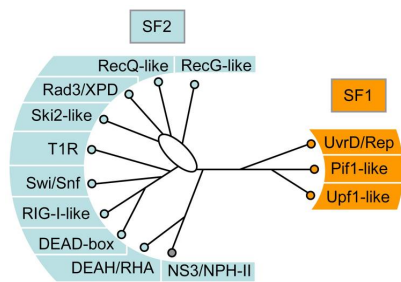 SF2
RecQ-like
RecG-like
Rad3/XPD
SF1
Ski2-like
UvrD/Rep
T1R
Pif1-like
Swi/Snf
Upf1-like
RIG-I-like
DEAD-box
DEAH/RHA
NS3/NPH-II